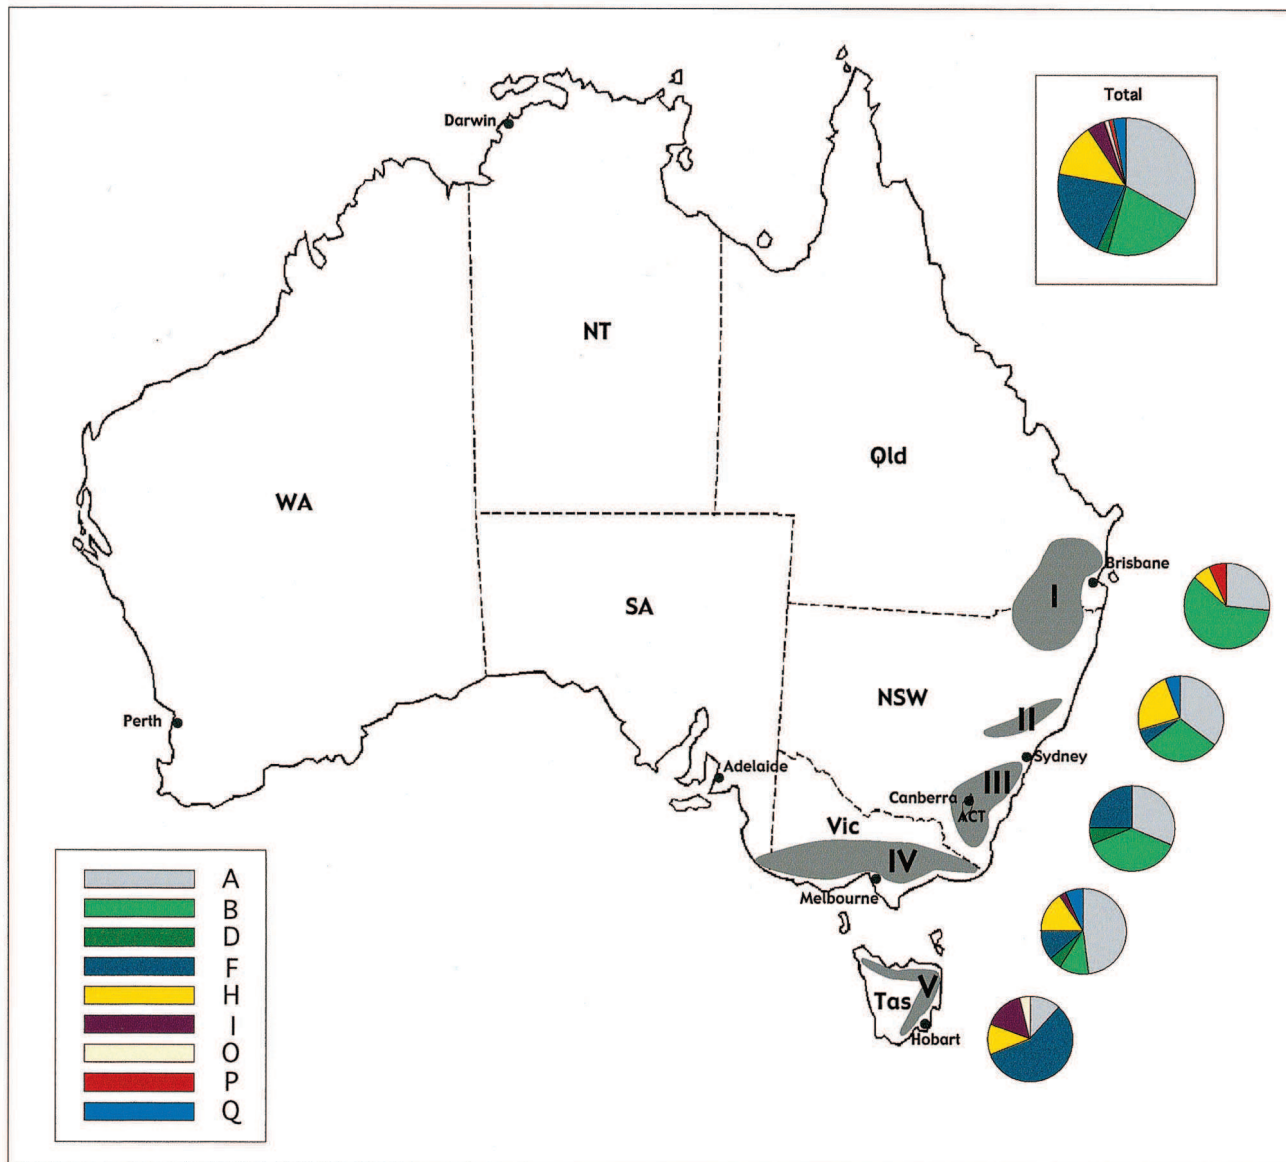 Total
Darwin
NT
Qld
WA
Brisbane
I
SA
NSW
II
Perth
Sydney
Adelaide
III
Canberra
ACT
Vic
IV
Melbourne
V
Tas
Hobart
A
B
D
F
H
I
O
P
Q